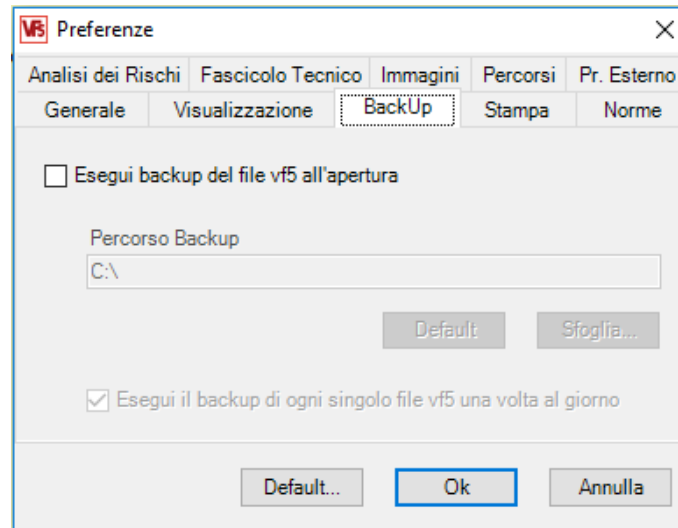 VF5 Preferenze
Analisi dei Rischi Fascicolo Tecnico Immagini Percorsi Pr. Esterno
Generale Visualizzazione BackUp Stampa Norme
Esegui backup del file vf5 all'apertura
Percorso Backup
C:\
Default Sfoglia...
Esegui il backup di ogni singolo file vf5 una volta al giorno
Default... Ok Annulla